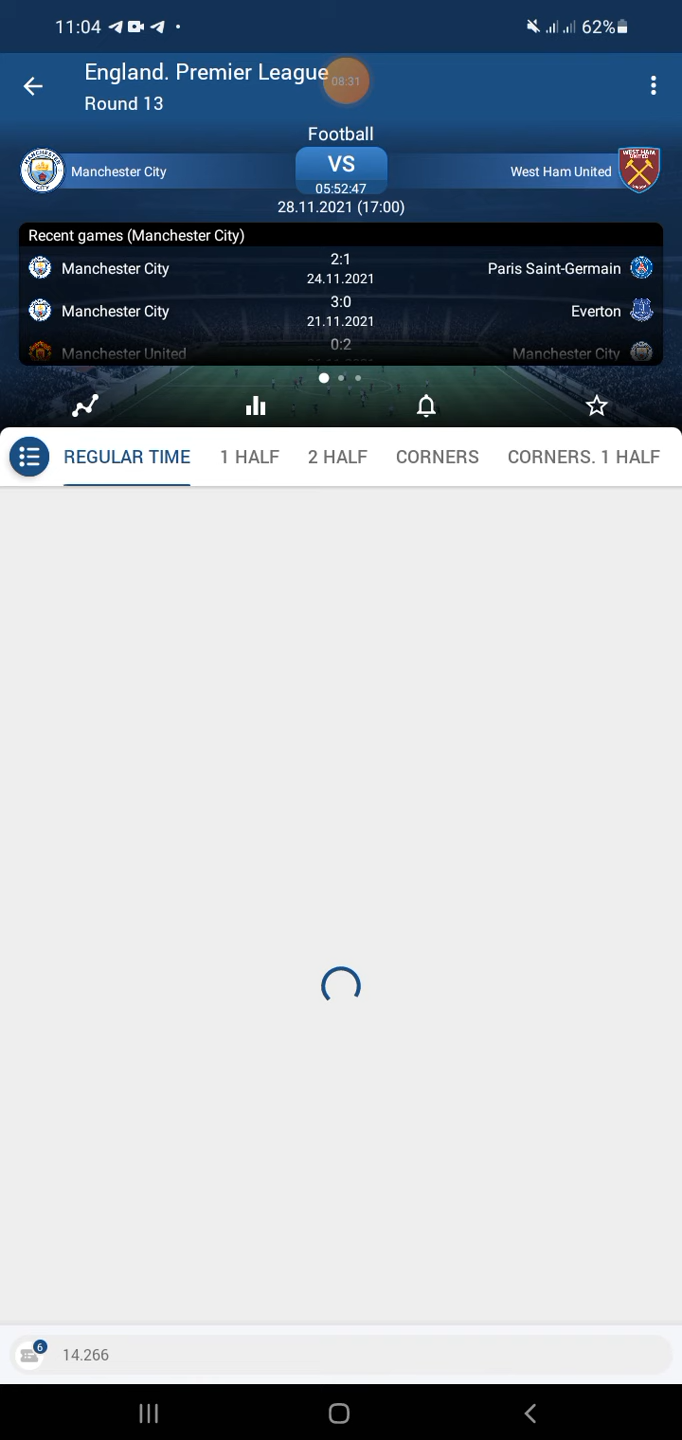 11:04 62%
England. Premier League
08:31
Round 13
Football
Manchester City VS West Ham United
05:52:47
28.11.2021 (17:00)
Recent games (Manchester City)
Manchester City 2:1 Paris Saint-Germain
24.11.2021
Manchester City 3:0 Everton
21.11.2021
Manchester United 0:2 Manchester City
REGULAR TIME 1 HALF 2 HALF CORNERS CORNERS. 1 HALF
6
14.266